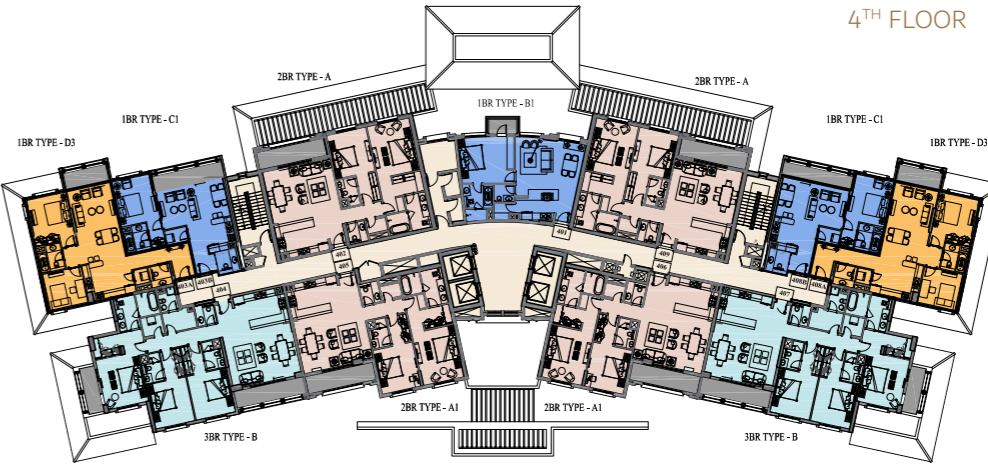 4TH FLOOR
2BR TYPE - A
2BR TYPE - A
1BR TYPE - B1
1BR TYPE - C1
1BR TYPE - C1
1BR TYPE - D3
1BR TYPE - D3
401
402
409
405
406
403A
403B
404
407
408B
408A
2BR TYPE - A1
2BR TYPE - A1
3BR TYPE - B
3BR TYPE - B